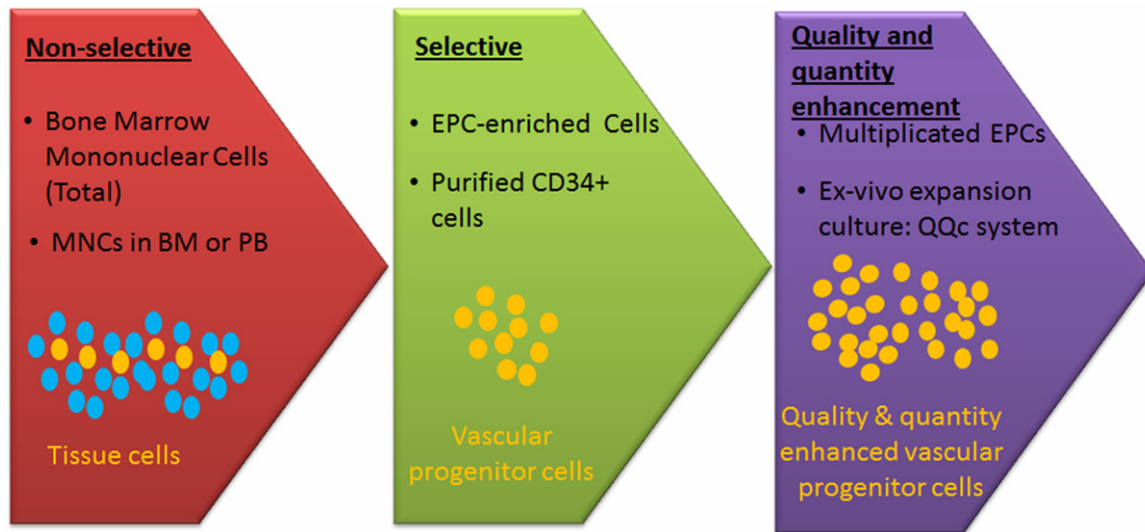 Non-selective
• Bone Marrow
Mononuclear Cells
(Total)
• MNCs in BM or PB
Tissue cells
Selective
• EPC-enriched Cells
• Purified CD34+
cells
Vascular
progenitor cells
Quality and
quantity
enhancement
• Multiplicated EPCs
• Ex-vivo expansion
culture: QQc system
Quality & quantity
enhanced vascular
progenitor cells